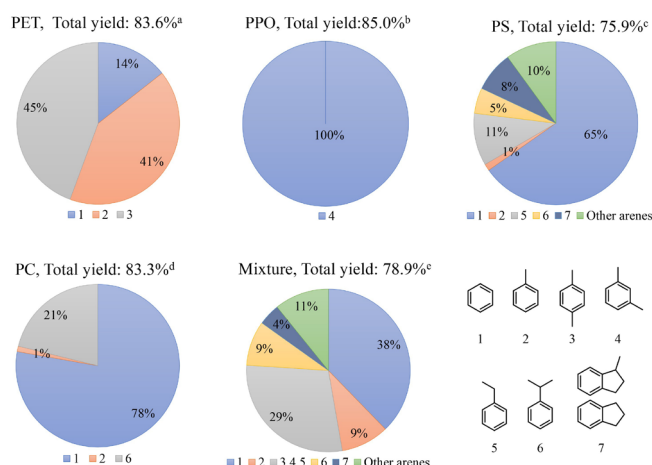 PET, Total yield: 83.6%a
14%
45%
41%
1 2 3
PPO, Total yield:85.0%b
100%
4
PS, Total yield: 75.9%c
10%
8%
5%
11%
1%
65%
1 2 5 6 7 Other arenes
PC, Total yield: 83.3%d
21%
1%
78%
1 2 6
Mixture, Total yield: 78.9%e
11%
4%
9%
38%
29%
9%
1 2 3 4 5 6 7 Other arenes
1 2 3 4
5 6 7